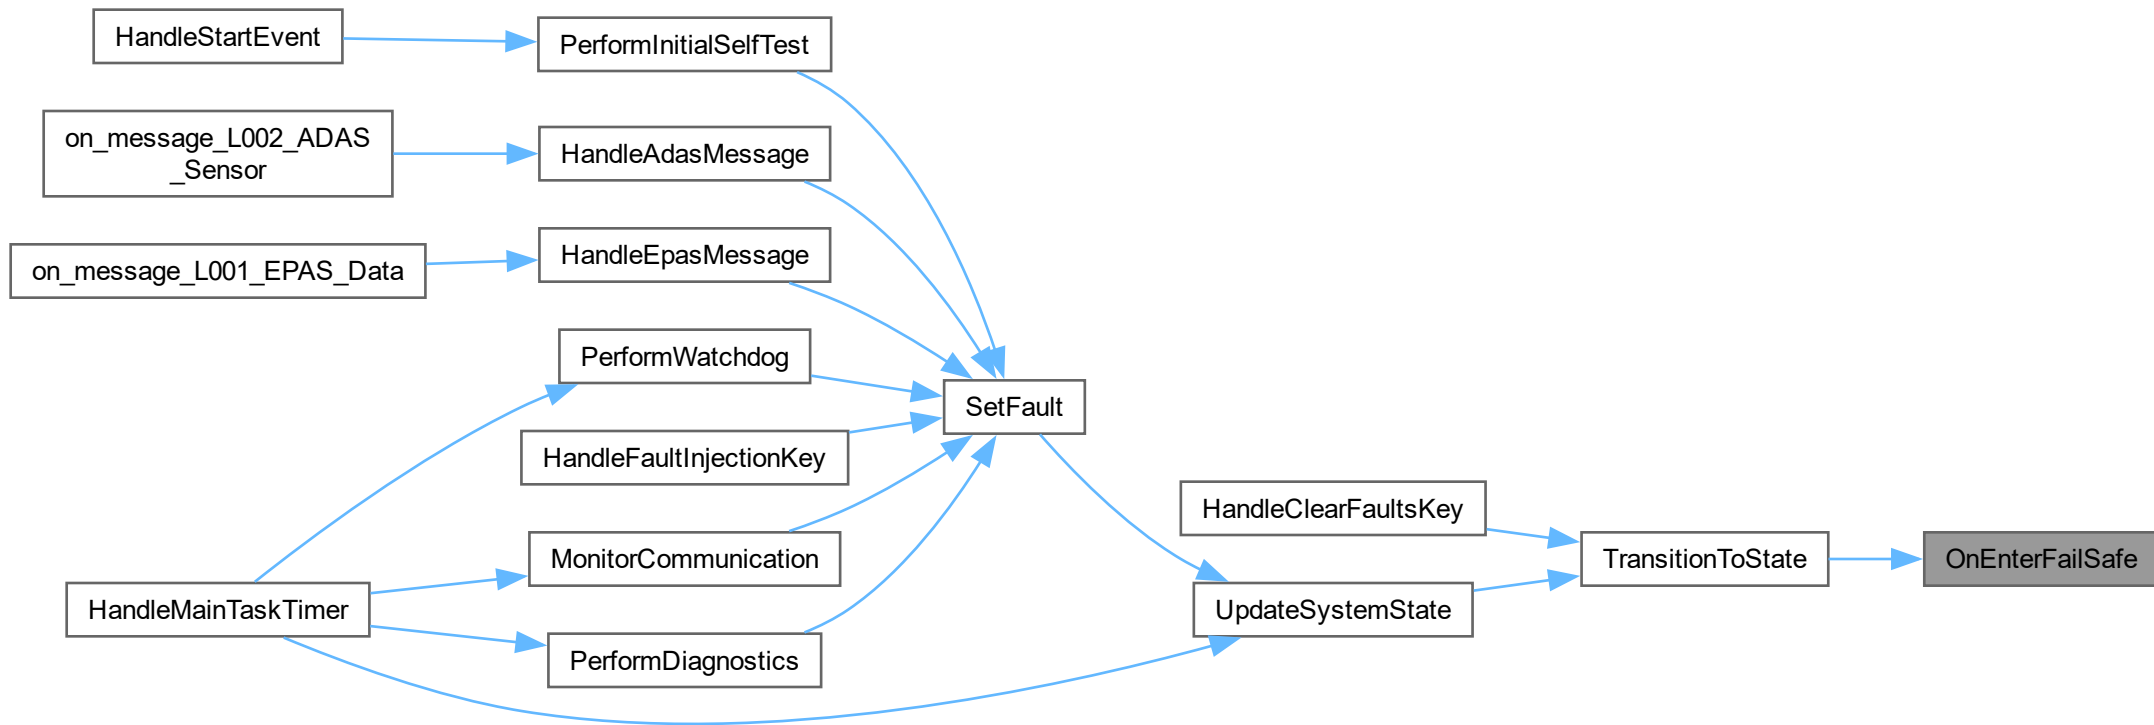 HandleStartEvent
PerformInitialSelfTest
on_message_L002_ADAS
_Sensor
HandleAdasMessage
on_message_L001_EPAS_Data
HandleEpasMessage
PerformWatchdog
SetFault
HandleFaultInjectionKey
HandleClearFaultsKey
MonitorCommunication
TransitionToState
OnEnterFailSafe
HandleMainTaskTimer
UpdateSystemState
PerformDiagnostics